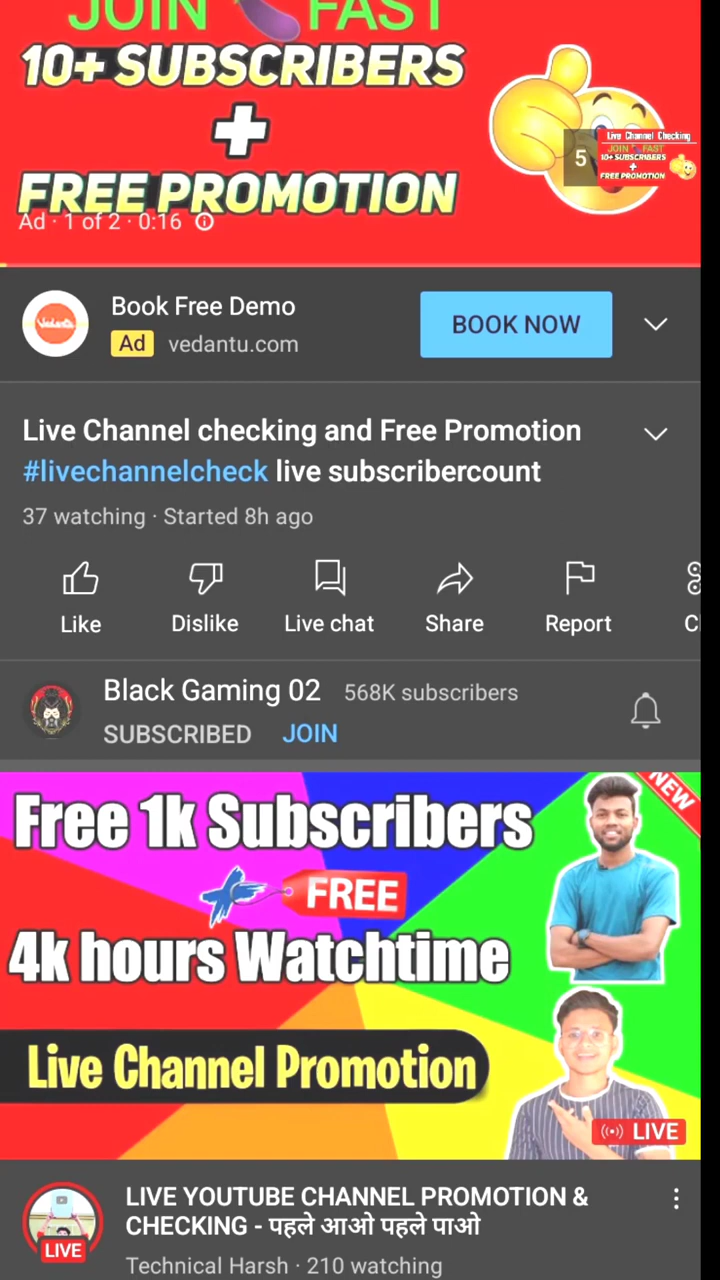 JOIN FAST
10+ SUBSCRIBERS
+
FREE PROMOTION
Live Channel Checking
JOIN FAST
10+ SUBSCRIBERS
+
FREE PROMOTION
5
Ad · 1 of 2 · 0:16
Vedantu
Book Free Demo
Ad vedantu.com
BOOK NOW
Live Channel checking and Free Promotion
#livechannelcheck live subscribercount
37 watching · Started 8h ago
Like Dislike Live chat Share Report C
Black Gaming 02 568K subscribers
SUBSCRIBED JOIN
NEW
Free 1k Subscribers
FREE
4k hours Watchtime
Live Channel Promotion
LIVE
LIVE YOUTUBE CHANNEL PROMOTION &
CHECKING - पहले आओ पहले पाओ
LIVE
Technical Harsh · 210 watching